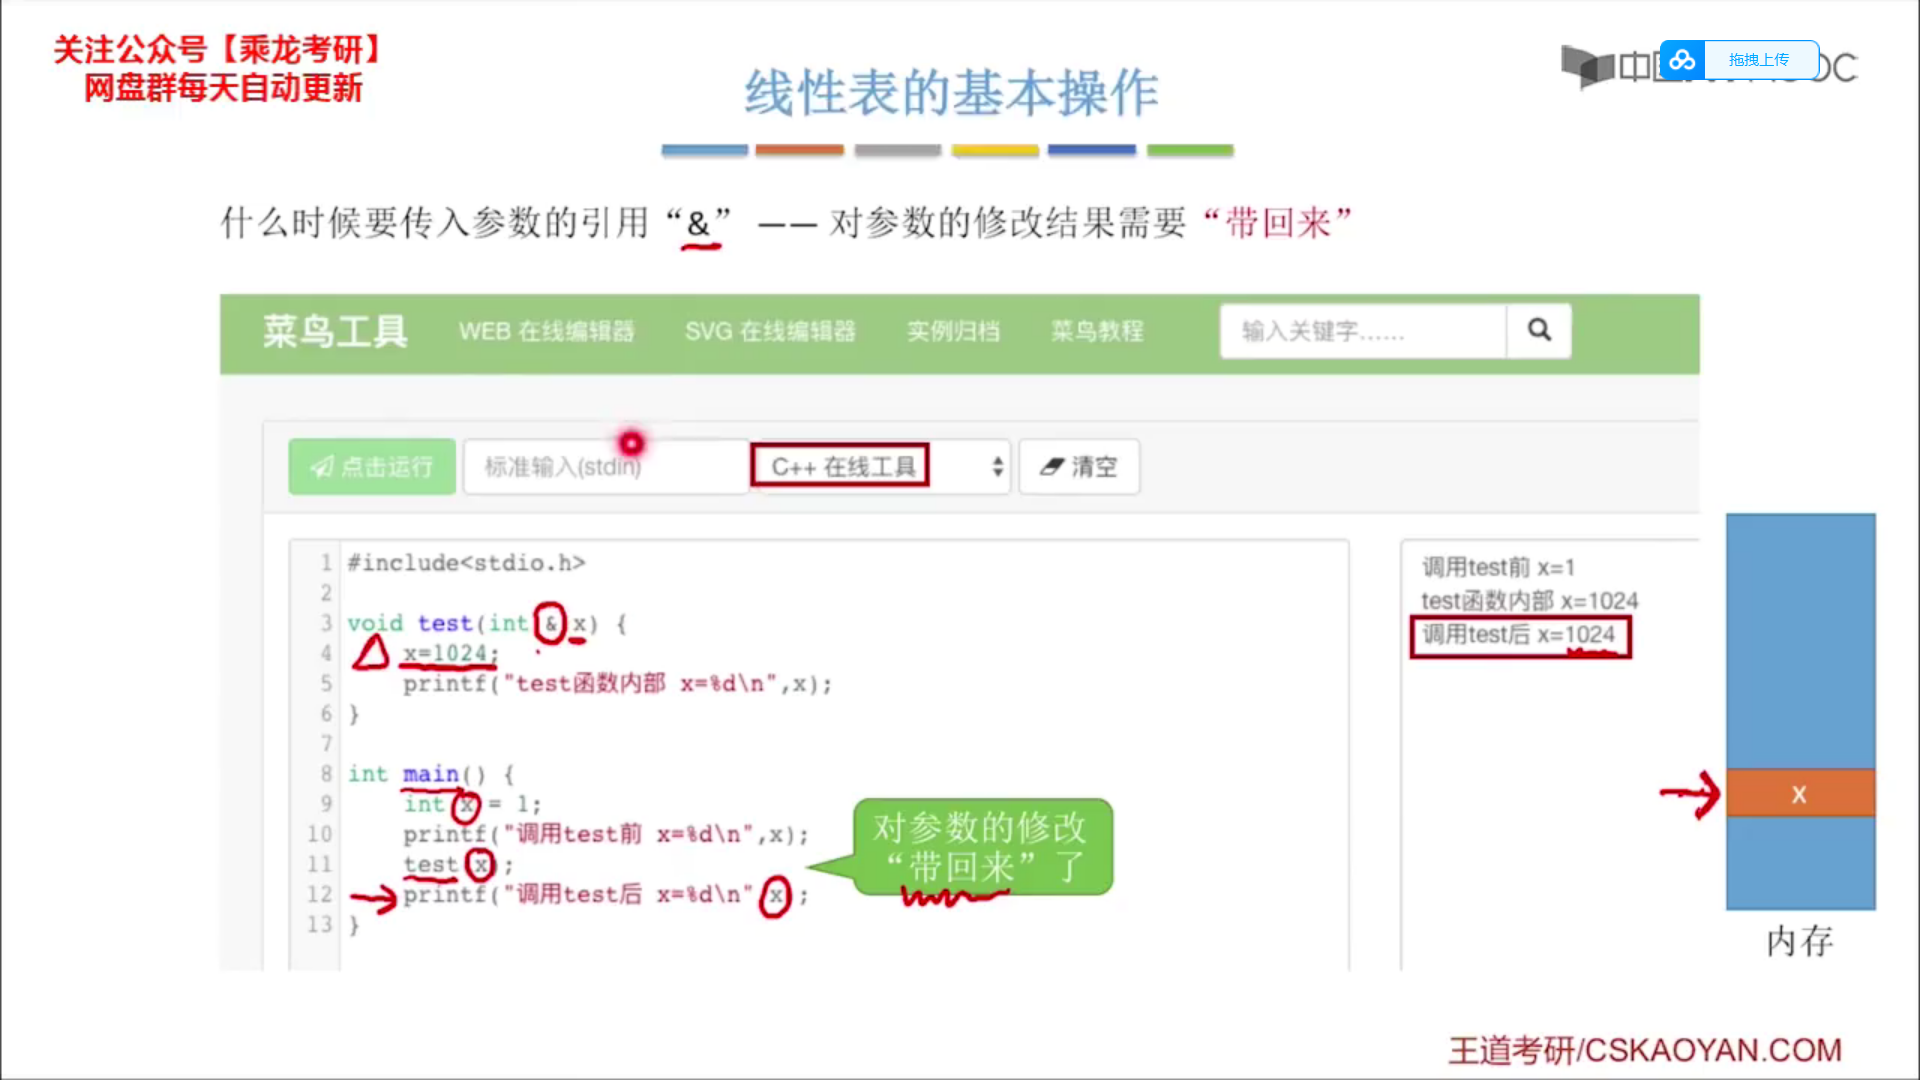 关注公众号【乘龙考研】
网盘群每天自动更新
中
拖拽上传
OC
线性表的基本操作
什么时候要传入参数的引用“&” —— 对参数的修改结果需要“带回来”
菜鸟工具 WEB 在线编辑器 SVG 在线编辑器 实例归档 菜鸟教程 输入关键字......
点击运行 标准输入(stdin) C++ 在线工具 清空
1 #include<stdio.h>
2
3 void test(int & x) {
4 x=1024;
5 printf("test函数内部 x=%d\n",x);
6 }
7
8 int main() {
9 int x = 1;
10 printf("调用test前 x=%d\n",x);
11 test(x);
12 printf("调用test后 x=%d\n" x ;
13 }
对参数的修改
“带回来”了
调用test前 x=1
test函数内部 x=1024
调用test后 x=1024
x
内存
王道考研/CSKAOYAN.COM